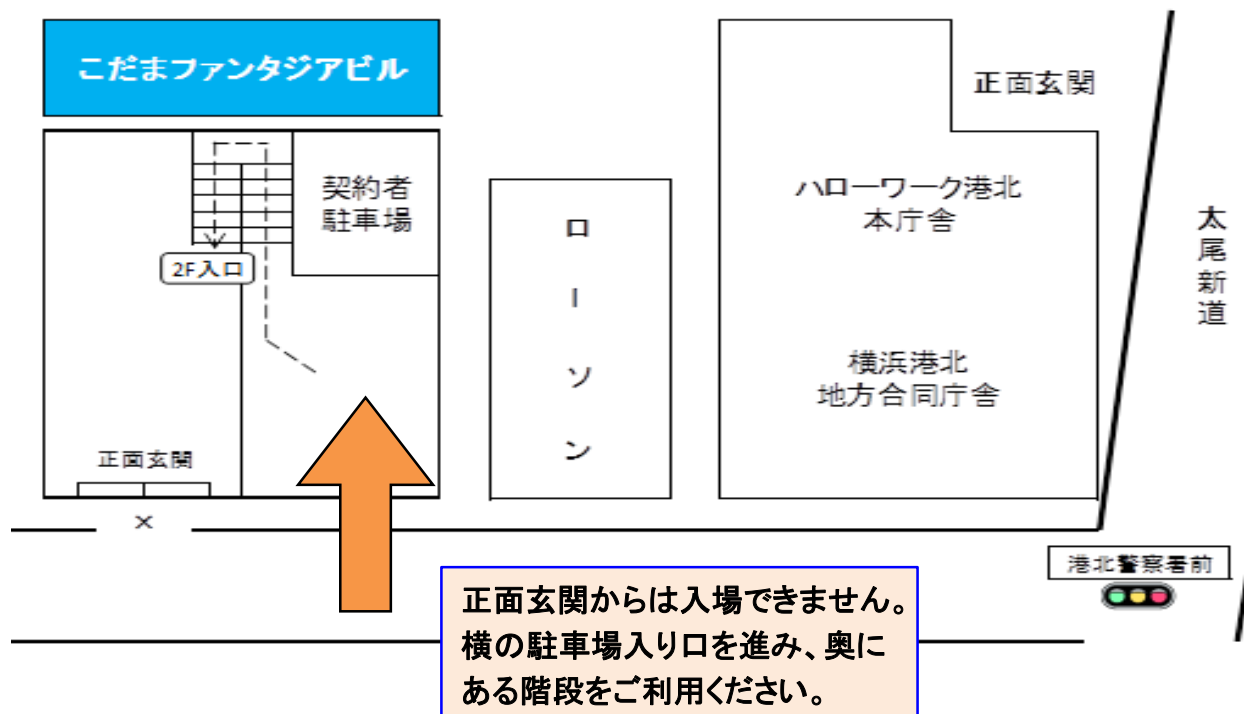 こだまファンタジアビル
契約者
駐車場
2F入口
正面玄関
×
ローソン
正面玄関
ハローワーク港北
本庁舎
横浜港北
地方合同庁舎
太尾新道
港北警察署前
正面玄関からは入場できません。
横の駐車場入り口を進み、奥に
ある階段をご利用ください。